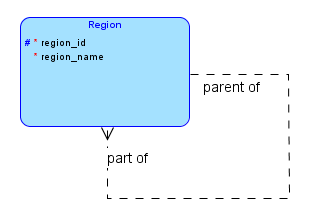 Region
# * region_id
* region_name
parent of
part of